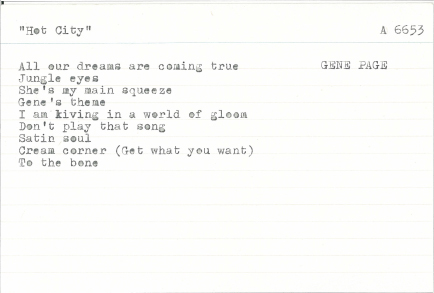 "Hot City" A 6653
All our dreams are coming true GENE PAGE
Jungle eyes
She's my main squeeze
Gene's theme
I am living in a world of gloom
Don't play that song
Satin soul
Cream corner (Get what you want)
To the bone